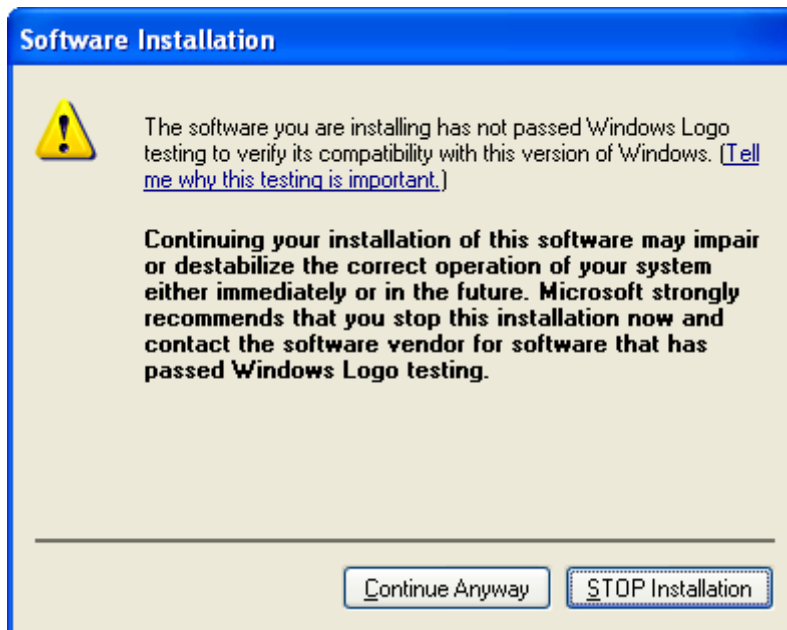 Software Installation
The software you are installing has not passed Windows Logo
testing to verify its compatibility with this version of Windows. (Tell
me why this testing is important.)
Continuing your installation of this software may impair
or destabilize the correct operation of your system
either immediately or in the future. Microsoft strongly
recommends that you stop this installation now and
contact the software vendor for software that has
passed Windows Logo testing.
Continue Anyway
STOP Installation